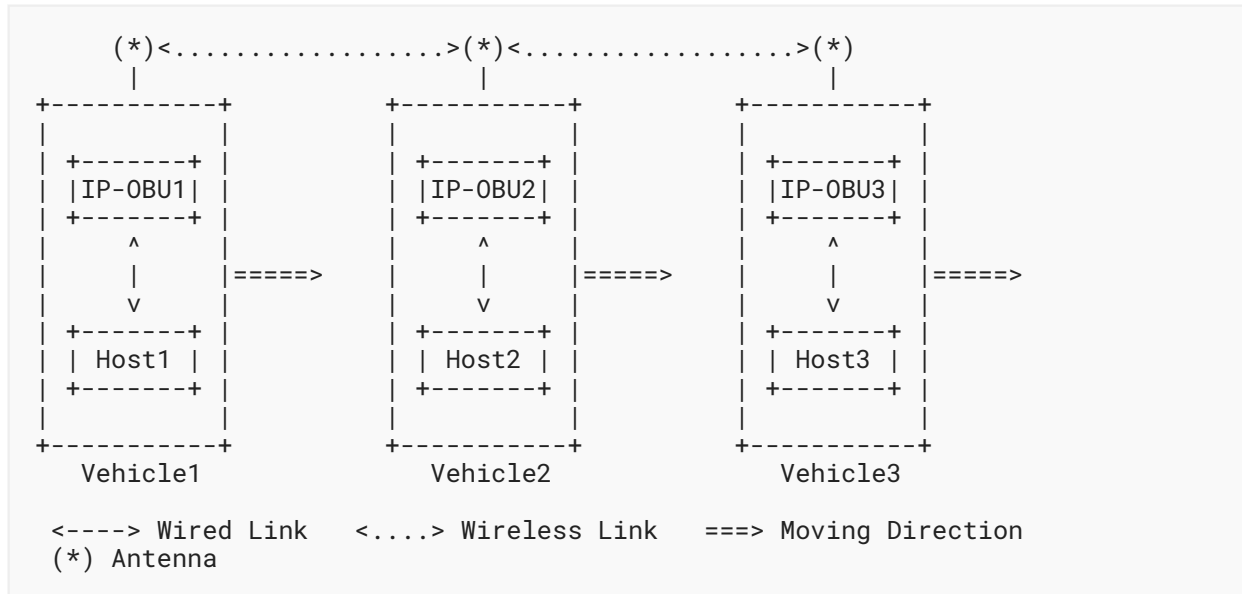 (*)<..................>(*)<..................>(*)
IP-OBU1 IP-OBU2 IP-OBU3
=====> =====> =====>
Host1 Host2 Host3
Vehicle1 Vehicle2 Vehicle3
<----> Wired Link <....> Wireless Link ===> Moving Direction
(*) Antenna